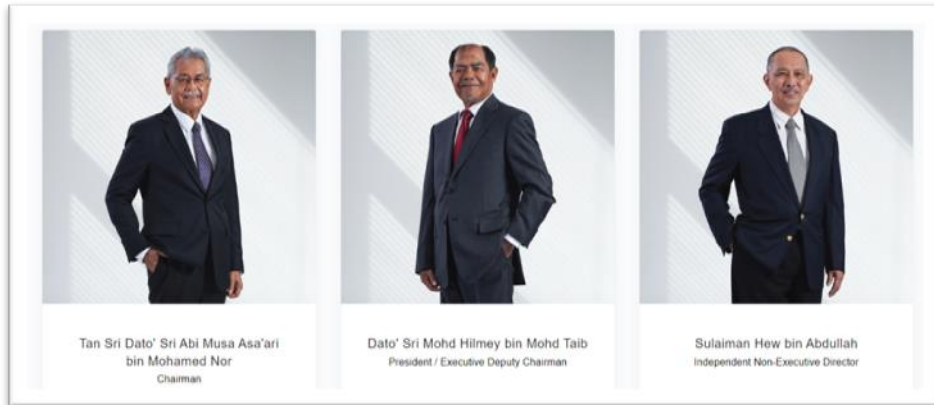 Tan Sri Dato' Sri Abi Musa Asa'ari
bin Mohamed Nor
Chairman
Dato' Sri Mohd Hilmey bin Mohd Taib
President / Executive Deputy Chairman
Sulaiman Hew bin Abdullah
Independent Non-Executive Director